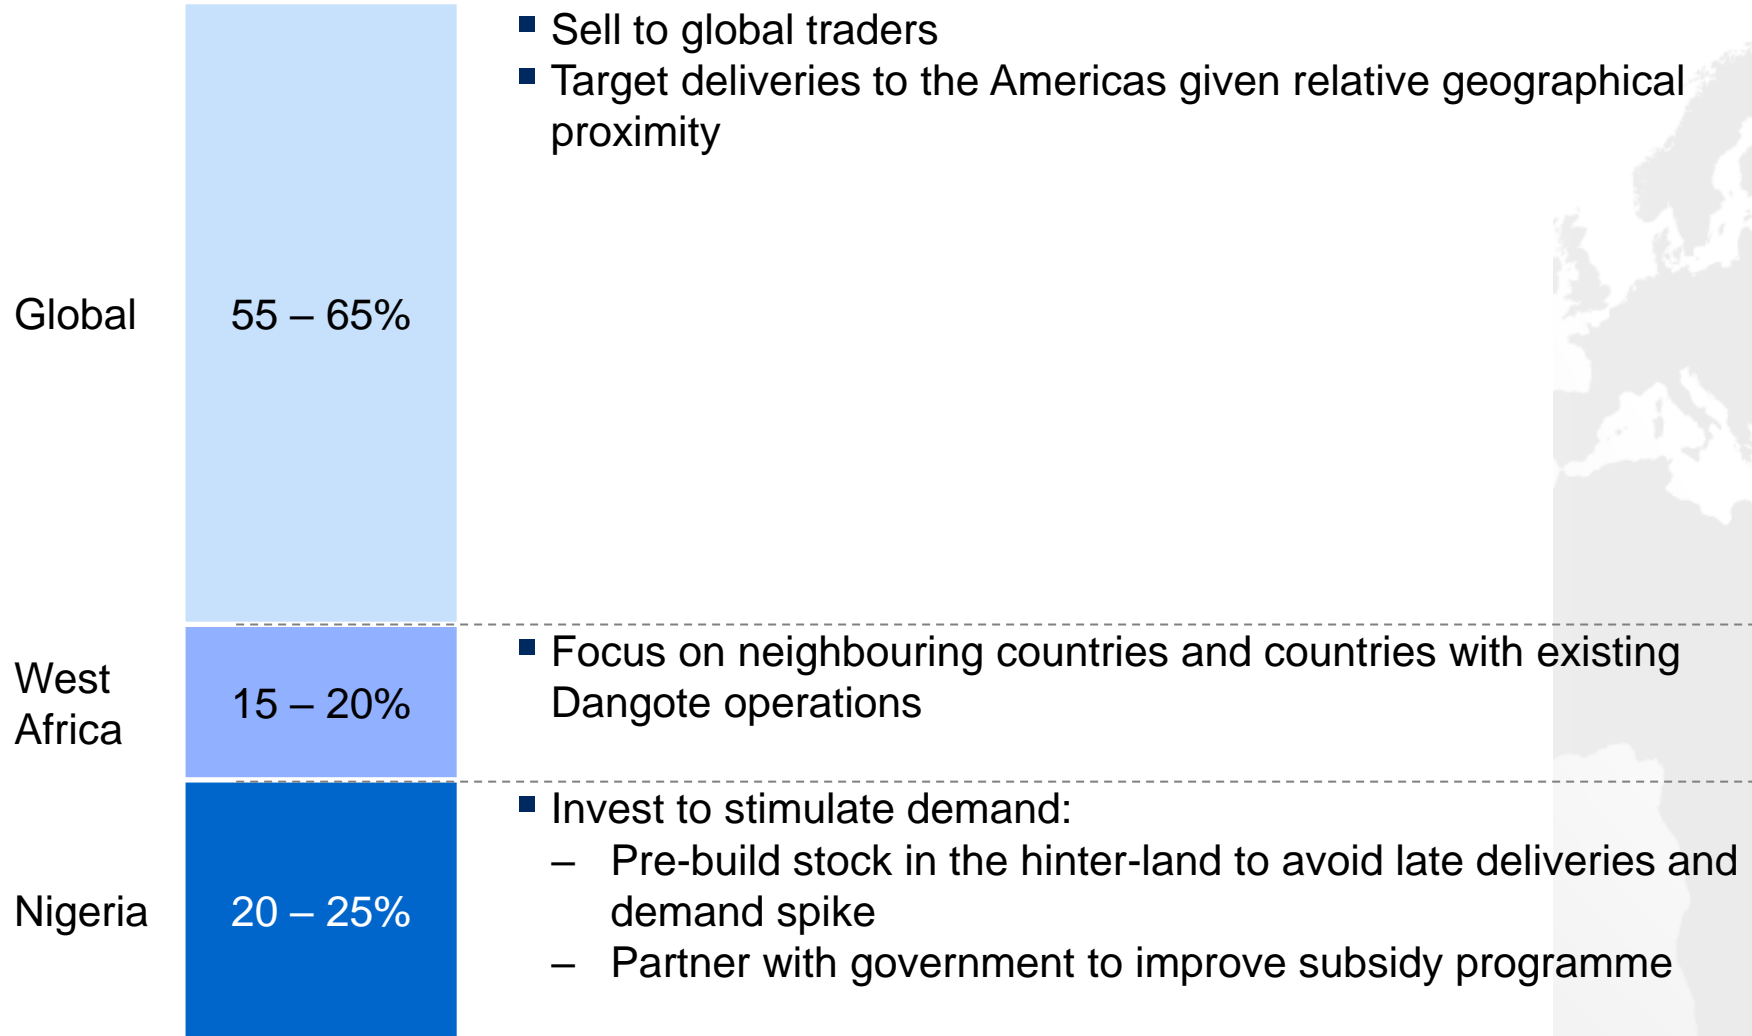 Global
55 – 65%
▪ Sell to global traders
▪ Target deliveries to the Americas given relative geographical
proximity
West
Africa
15 – 20%
▪ Focus on neighbouring countries and countries with existing
Dangote operations
Nigeria
20 – 25%
▪ Invest to stimulate demand:
– Pre-build stock in the hinter-land to avoid late deliveries and
demand spike
– Partner with government to improve subsidy programme